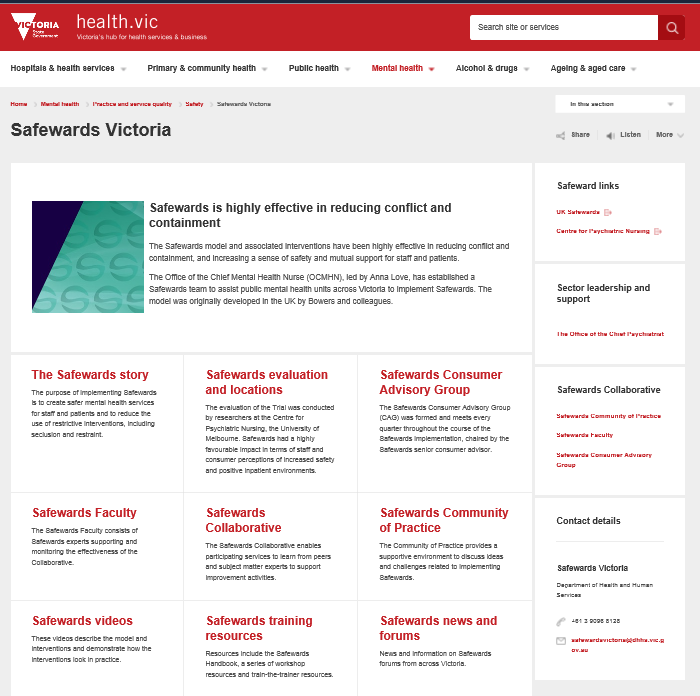 VICTORIA
State
Government
health.vic
Victoria's hub for health services & business
Search site or services
Hospitals & health services
Primary & community health
Public health
Mental health
Alcohol & drugs
Ageing & aged care
Home
Mental health
Practice and service quality
Safety
Safewards Victoria
In this section
Safewards Victoria
Share
Listen
More
Safewards is highly effective in reducing conflict and
containment
The Safewards model and associated interventions have been highly effective in reducing conflict and
containment, and increasing a sense of safety and mutual support for staff and patients.
The Office of the Chief Mental Health Nurse (OCMHN), led by Anna Love, has established a
Safewards team to assist public mental health units across Victoria to implement Safewards. The
model was originally developed in the UK by Bowers and colleagues.
The Safewards story
The purpose of implementing Safewards
is to create safer mental health services
for staff and patients and to reduce the
use of restrictive interventions, including
seclusion and restraint.
Safewards evaluation
and locations
The evaluation of the Trial was conducted
by researchers at the Centre for
Psychiatric Nursing, the University of
Melbourne. Safewards had a highly
favourable impact in terms of staff and
consumer perceptions of increased safety
and positive inpatient environments.
Safewards Consumer
Advisory Group
The Safewards Consumer Advisory Group
(CAG) was formed and meets every
quarter throughout the course of the
Safewards implementation, chaired by the
Safewards senior consumer advisor.
Safewards Faculty
The Safewards Faculty consists of
Safewards experts supporting and
monitoring the effectiveness of the
Collaborative.
Safewards
Collaborative
The Safewards Collaborative enables
participating services to learn from peers
and subject matter experts to support
improvement activities.
Safewards Community
of Practice
The Community of Practice provides a
supportive environment to discuss ideas
and challenges related to implementing
Safewards.
Safewards videos
These videos describe the model and
interventions and demonstrate how the
interventions look in practice.
Safewards training
resources
Resources include the Safewards
Handbook, a series of workshop
resources and train-the-trainer resources.
Safewards news and
forums
News and information on Safewards
forums from across Victoria.
Safeward links
UK Safewards
Centre for Psychiatric Nursing
Sector leadership and
support
The Office of the Chief Psychiatrist
Safewards Collaborative
Safewards Community of Practice
Safewards Faculty
Safewards Consumer Advisory
Group
Contact details
Safewards Victoria
Department of Health and Human
Services
+61 3 9096 8128
safewardsvictoria@dhhs.vic.g
ov.au